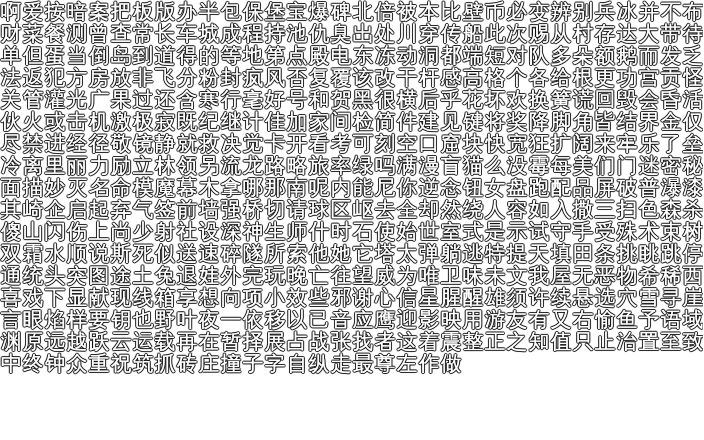 啊爱按暗案把板版办半包保堡宝爆碑北倍被本比壁币必变辨别兵冰并不布
财菜餐测曾查常长车城成程持池仇臭出处川穿传船此次赐从村存达大带待
单但蛋当倒岛到道得的等地第点殿电东冻动洞都端短对队多朵额鹅而发乏
法返犯方房放非飞分粉封疯风否复覆该改干杆感高格个各给根更功宫贡怪
关管灌光广果过还含寒行毫好号和贺黑很横后乎花坏欢换簧谎回毁会昏活
伙火或击机激极寂既纪继计佳加家间检简件建见键将奖降脚角皆结界金仅
尽禁进经径敬镜静就救决觉卡开看考可刻空口窟块快宽狂扩阔来牢乐了垒
冷离里丽力励立林领另流龙路略旅率绿吗满漫盲猫么没霉每美们门迷密秘
面描妙灭名命模魔幕木拿哪那南呢内能尼你逆念钮女盘跑配品屏破普瀑漆
其崎企启起弃气签前墙强桥切请球区岖去全却然绕人容如入撒三扫色森杀
傻山闪伤上尚少射社设深神生师什时石使始世室式是示试守手受殊术束树
双霜水顺说斯死似送速碎隧所索他她它塔太弹躺逃特提天填田条挑眺跳停
通统头突图途土兔退娃外完玩晚亡往望威为唯卫味未文我屋无恶物希稀西
喜戏下显献现线箱享想向项小效些邪谢心信星腥醒雄须许续悬选穴雪寻崖
言眼焰样要钥也野叶夜一依移以已音应鹰迎影映用游友有又右愉鱼予语域
渊原远越跃云运载再在暂择展占战张找者这着震整正之知值只止治置至致
中终钟众重祝筑抓砖庄撞子字自纵走最尊左作做